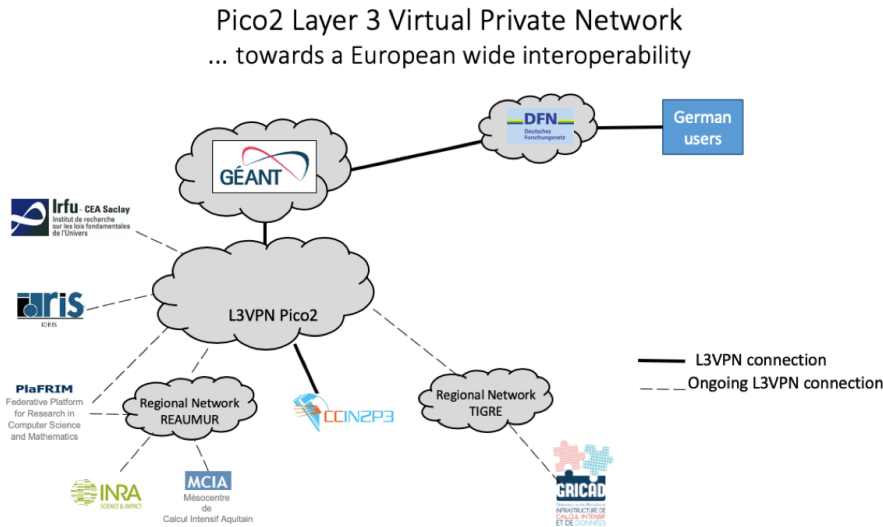 Pico2 Layer 3 Virtual Private Network
... towards a European wide interoperability
DFN
Deutsches
Forschungsnetz
German
users
GÉANT
Irfu - CEA Saclay
Institut de recherche
sur les lois fondamentales
de l'Univers
L3VPN Pico2
idris
IDRIS
L3VPN connection
Ongoing L3VPN connection
PlaFRIM
Federative Platform
for Research in
Computer Science
and Mathematics
Regional Network
REAUMUR
CCIN2P3
Regional Network
TIGRE
INRA
SCIENCE & IMPACT
MCIA
Mésocentre
de
Calcul Intensif Aquitain
GRICAD
INFRASTRUCTURE DE
CALCUL INTENSIF
ET DE DONNÉES